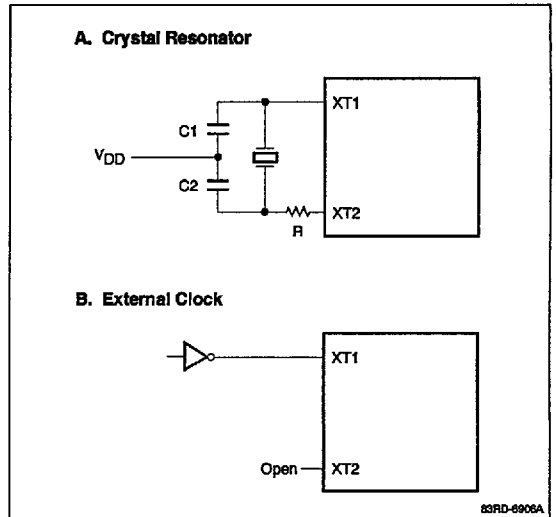 A. Crystal Resonator
XT1
C1
VDD
C2
XT2
R
B. External Clock
XT1
Open
XT2
83RD-6906A